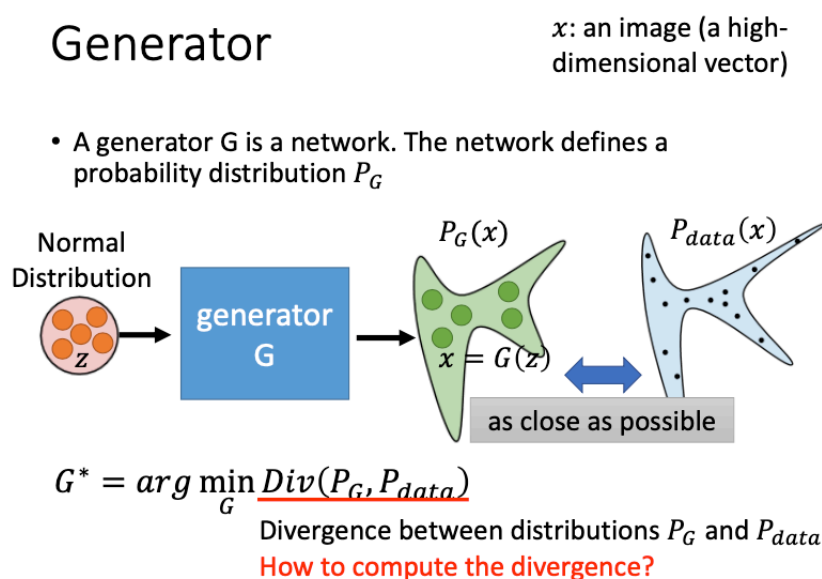 Generator
x: an image (a high-
dimensional vector)
• A generator G is a network. The network defines a
probability distribution P_G
Normal
Distribution
z
generator
G
P_G(x)
x = G(z)
P_data(x)
as close as possible
G* = arg min_G Div(P_G, P_data)
Divergence between distributions P_G and P_data
How to compute the divergence?